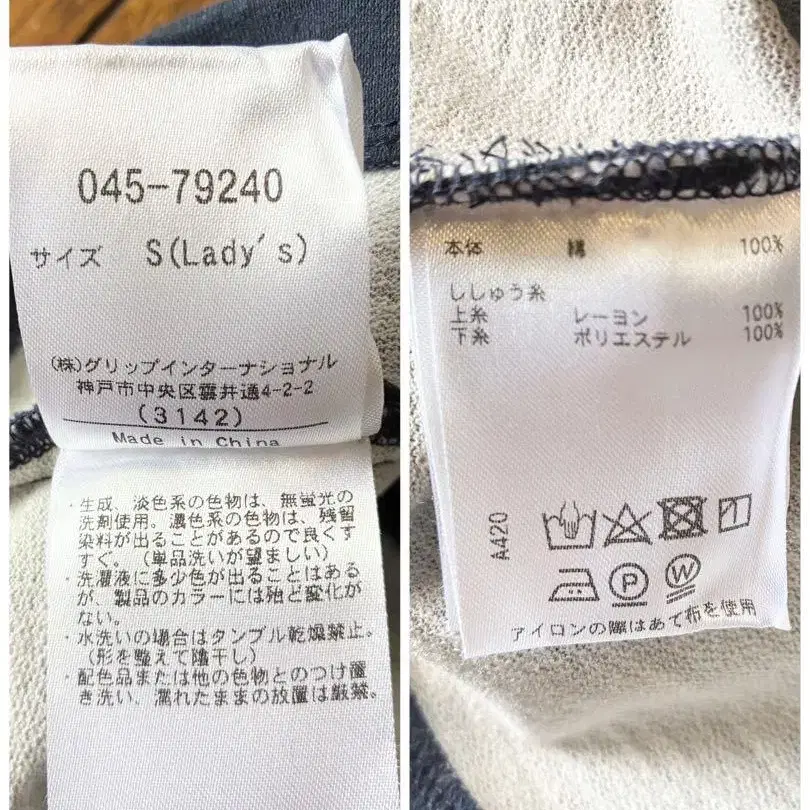 045-79240
サイズ S(Lady's)
(株)グリップインターナショナル
神戸市中央区雲井通4-2-2
(3142)
Made in China
・生成、淡色系の色物は、無蛍光の
洗剤使用。濃色系の色物は、残留
染料が出ることがあるので良くす
すぐ。(単品洗いが望ましい)
・洗濯液に多少色が出ることはある
が、製品のカラーには殆ど変化が
ない。
・水洗いの場合はタンブル乾燥禁止。
(形を整えて陰干し)
・配色品または他の色物とのつけ置
き洗い、濡れたままの放置は厳禁。
本体 綿 100%
ししゅう糸
上糸 レーヨン 100%
下糸 ポリエステル 100%
A420
P W
アイロンの際はあて布を使用